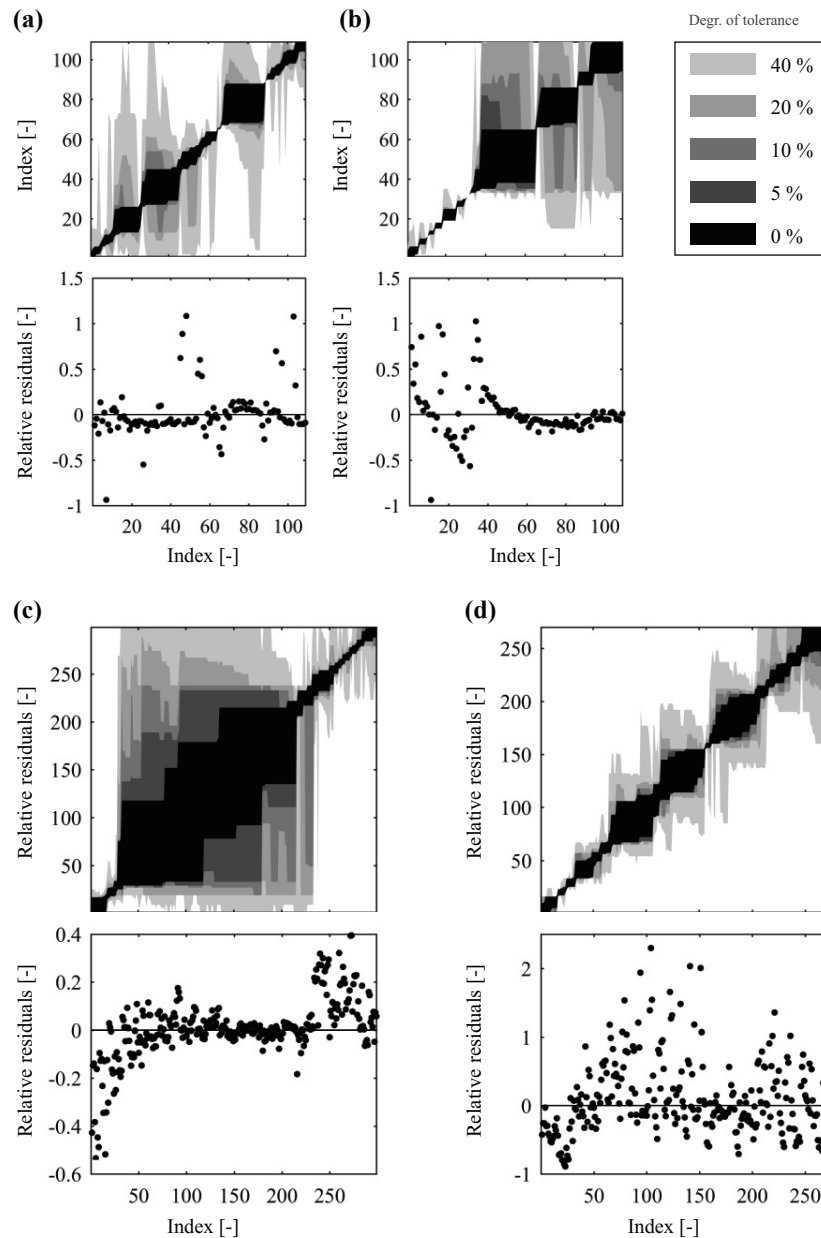 (a)
(b)
Degr. of tolerance
40 %
20 %
10 %
5 %
0 %
Index [-]
100
80
60
40
20
Index [-]
100
80
60
40
20
Relative residuals [-]
1.5
1
0.5
0
-0.5
-1
20 40 60 80 100
Index [-]
Relative residuals [-]
1.5
1
0.5
0
-0.5
-1
20 40 60 80 100
Index [-]
(c)
(d)
Relative residuals [-]
250
200
150
100
50
Relative residuals [-]
250
200
150
100
50
Relative residuals [-]
0.4
0.2
0
-0.2
-0.4
-0.6
50 100 150 200 250
Index [-]
Relative residuals [-]
2
1
0
-1
50 100 150 200 250
Index [-]